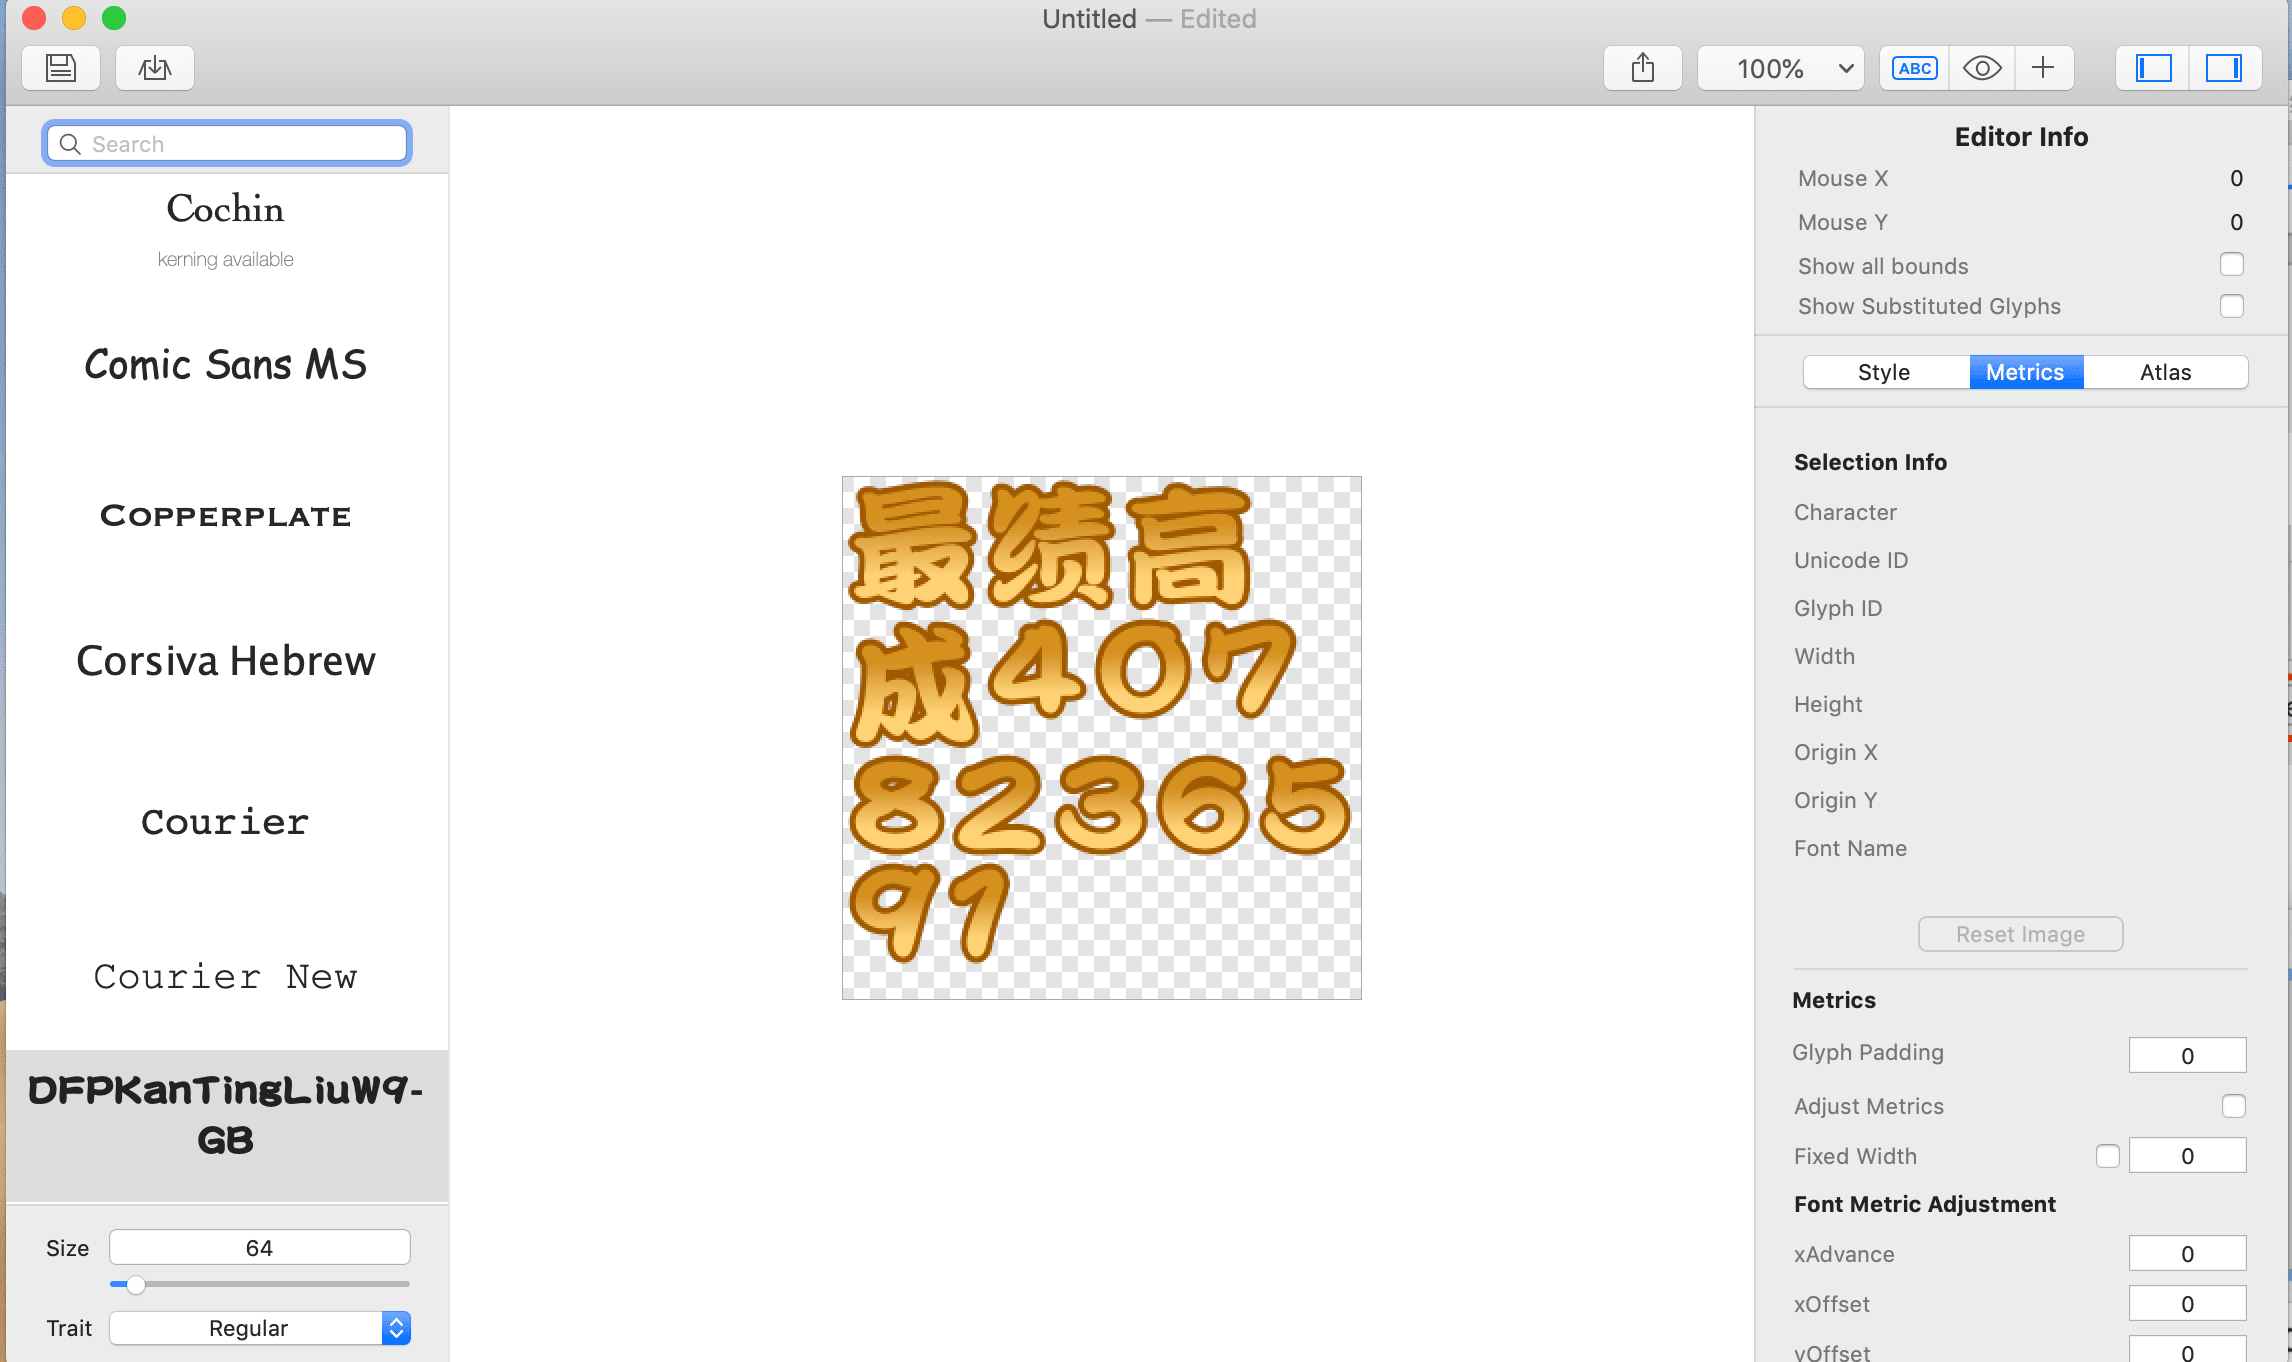 Untitled — Edited
100%
ABC
Search
Cochin
kerning available
Comic Sans MS
Copperplate
Corsiva Hebrew
Courier
Courier New
DFPKanTingLiuW9-
GB
Size 64
Trait Regular
最绩高
成407
82365
91
Editor Info
Mouse X 0
Mouse Y 0
Show all bounds
Show Substituted Glyphs
Style Metrics Atlas
Selection Info
Character
Unicode ID
Glyph ID
Width
Height
Origin X
Origin Y
Font Name
Reset Image
Metrics
Glyph Padding 0
Adjust Metrics
Fixed Width 0
Font Metric Adjustment
xAdvance 0
xOffset 0
yOffset 0